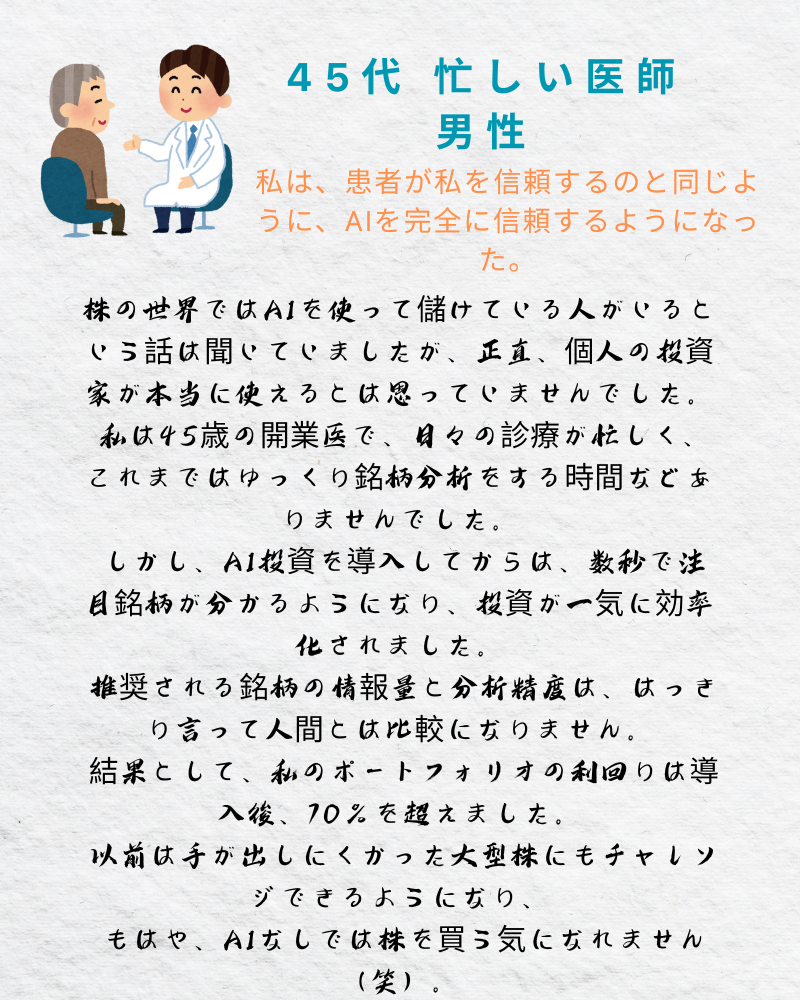 45代 忙しい医師
男性
私は、患者が私を信頼するのと同じよ
うに、AIを完全に信頼するようになっ
た。
株の世界ではAIを使って儲けている人がいると
いう話は聞いていましたが、正直、個人の投資
家が本当に使えるとは思っていませんでした。
私は45歳の開業医で、日々の診療が忙しく、
これまではゆっくり銘柄分析をする時間などあ
りませんでした。
しかし、AI投資を導入してからは、数秒で注
目銘柄が分かるようになり、投資が一気に効率
化されました。
推奨される銘柄の情報量と分析精度は、はっき
り言って人間とは比較になりません。
結果として、私のポートフォリオの利回りは導
入後、70％を超えました。
以前は手が出しにくかった大型株にもチャレン
ジできるようになり、
もはや、AIなしでは株を買う気になれません
（笑）。